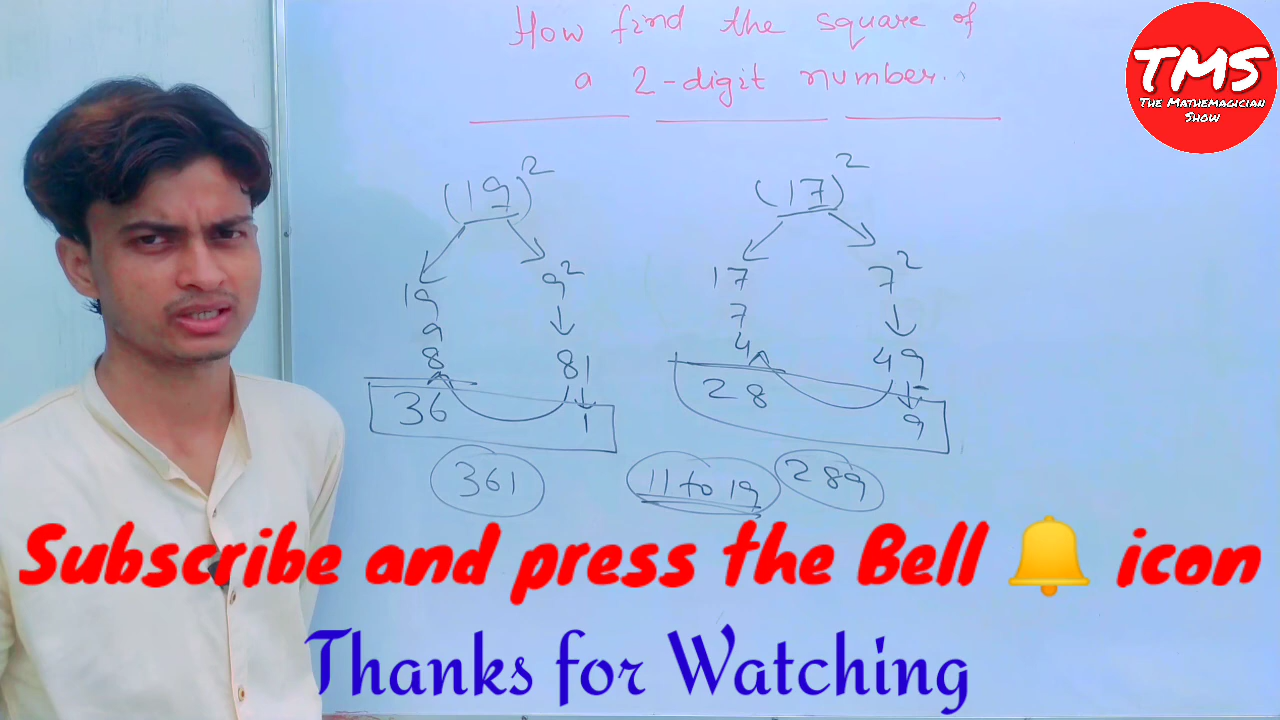 How find the square of
a 2-digit number..
TMS
THE MATHEMAGICIAN
SHOW
(19)²
19
9
8
36
9²
81
1
361
(17)²
17
7
4
28
7²
49
9
11 to 19
289
Subscribe and press the Bell 🔔 icon
Thanks for Watching